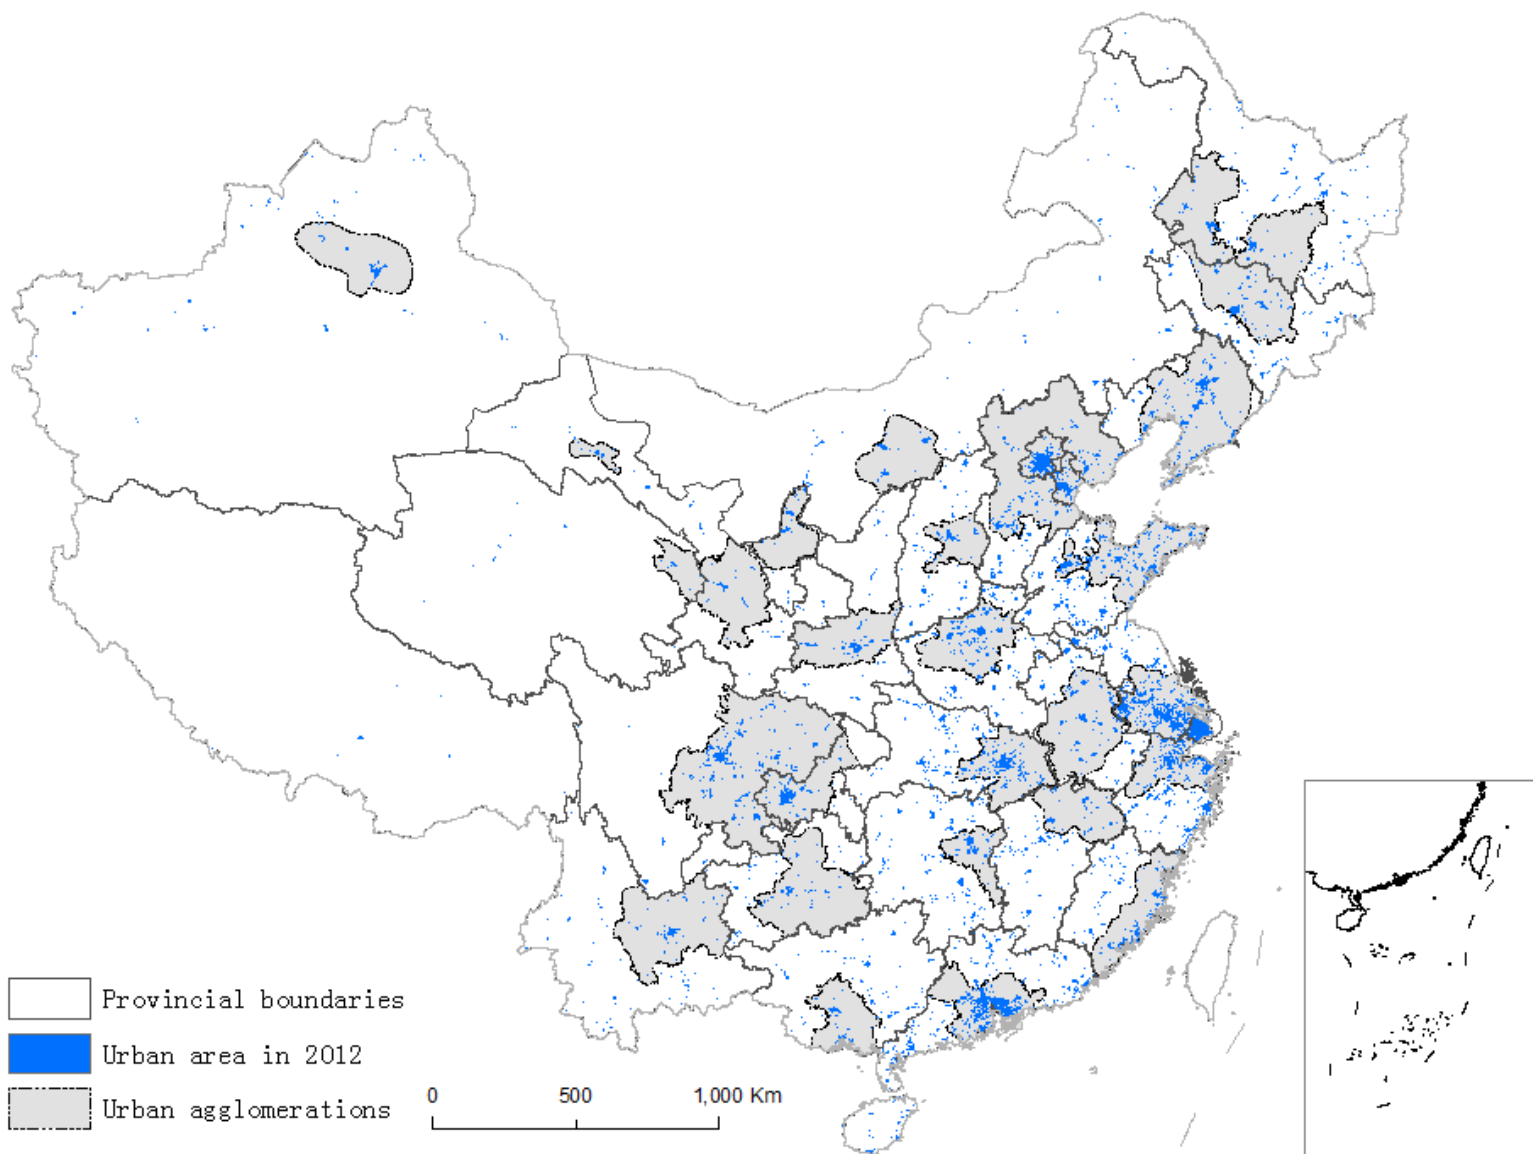 Provincial boundaries
Urban area in 2012
Urban agglomerations
0 500 1,000 Km